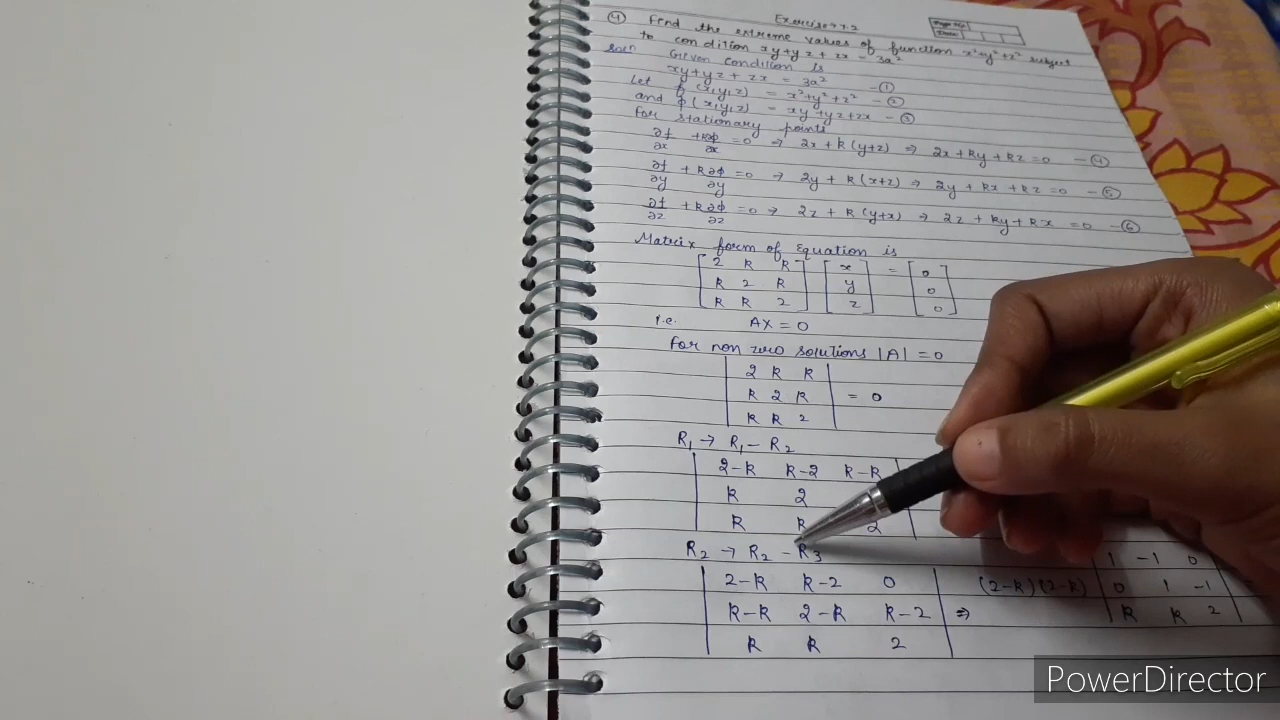 Exercise 7.2
Page No.
Date
④ Find the extreme values of function x²+y²+z² subject
to condition xy+yz+zx = 3a²
Soln Given condition is
xy+yz+zx = 3a² —①
Let f(x,y,z) = x²+y²+z² —②
and ϕ(x,y,z) = xy+yz+zx —③
For stationary points
∂f/∂x + k∂ϕ/∂x = 0 ⇒ 2x + k(y+z) ⇒ 2x + ky + kz = 0 —④
∂f/∂y + k∂ϕ/∂y = 0 ⇒ 2y + k(x+z) ⇒ 2y + kx + kz = 0 —⑤
∂f/∂z + k∂ϕ/∂z = 0 ⇒ 2z + k(y+x) ⇒ 2z + ky + kx = 0 —⑥
Matrix form of Equation is
2 k k x = 0
k 2 k y 0
k k 2 z 0
i.e. AX = 0
For non zero solutions |A| = 0
2 k k
k 2 k = 0
k k 2
R₁ → R₁ – R₂
2–k k–2 k–k
k 2
k k 2
R₂ → R₂ – R₃
2–k k–2 0
k–k 2–k k–2 ⇒
k k 2
(2–k)(2–k)
1 –1 0
0 1 –1
k k 2
PowerDirector